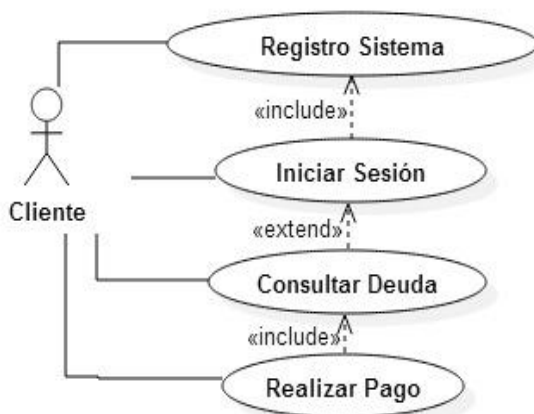 Registro Sistema
«include»
Iniciar Sesión
Cliente
«extend»
Consultar Deuda
«include»
Realizar Pago